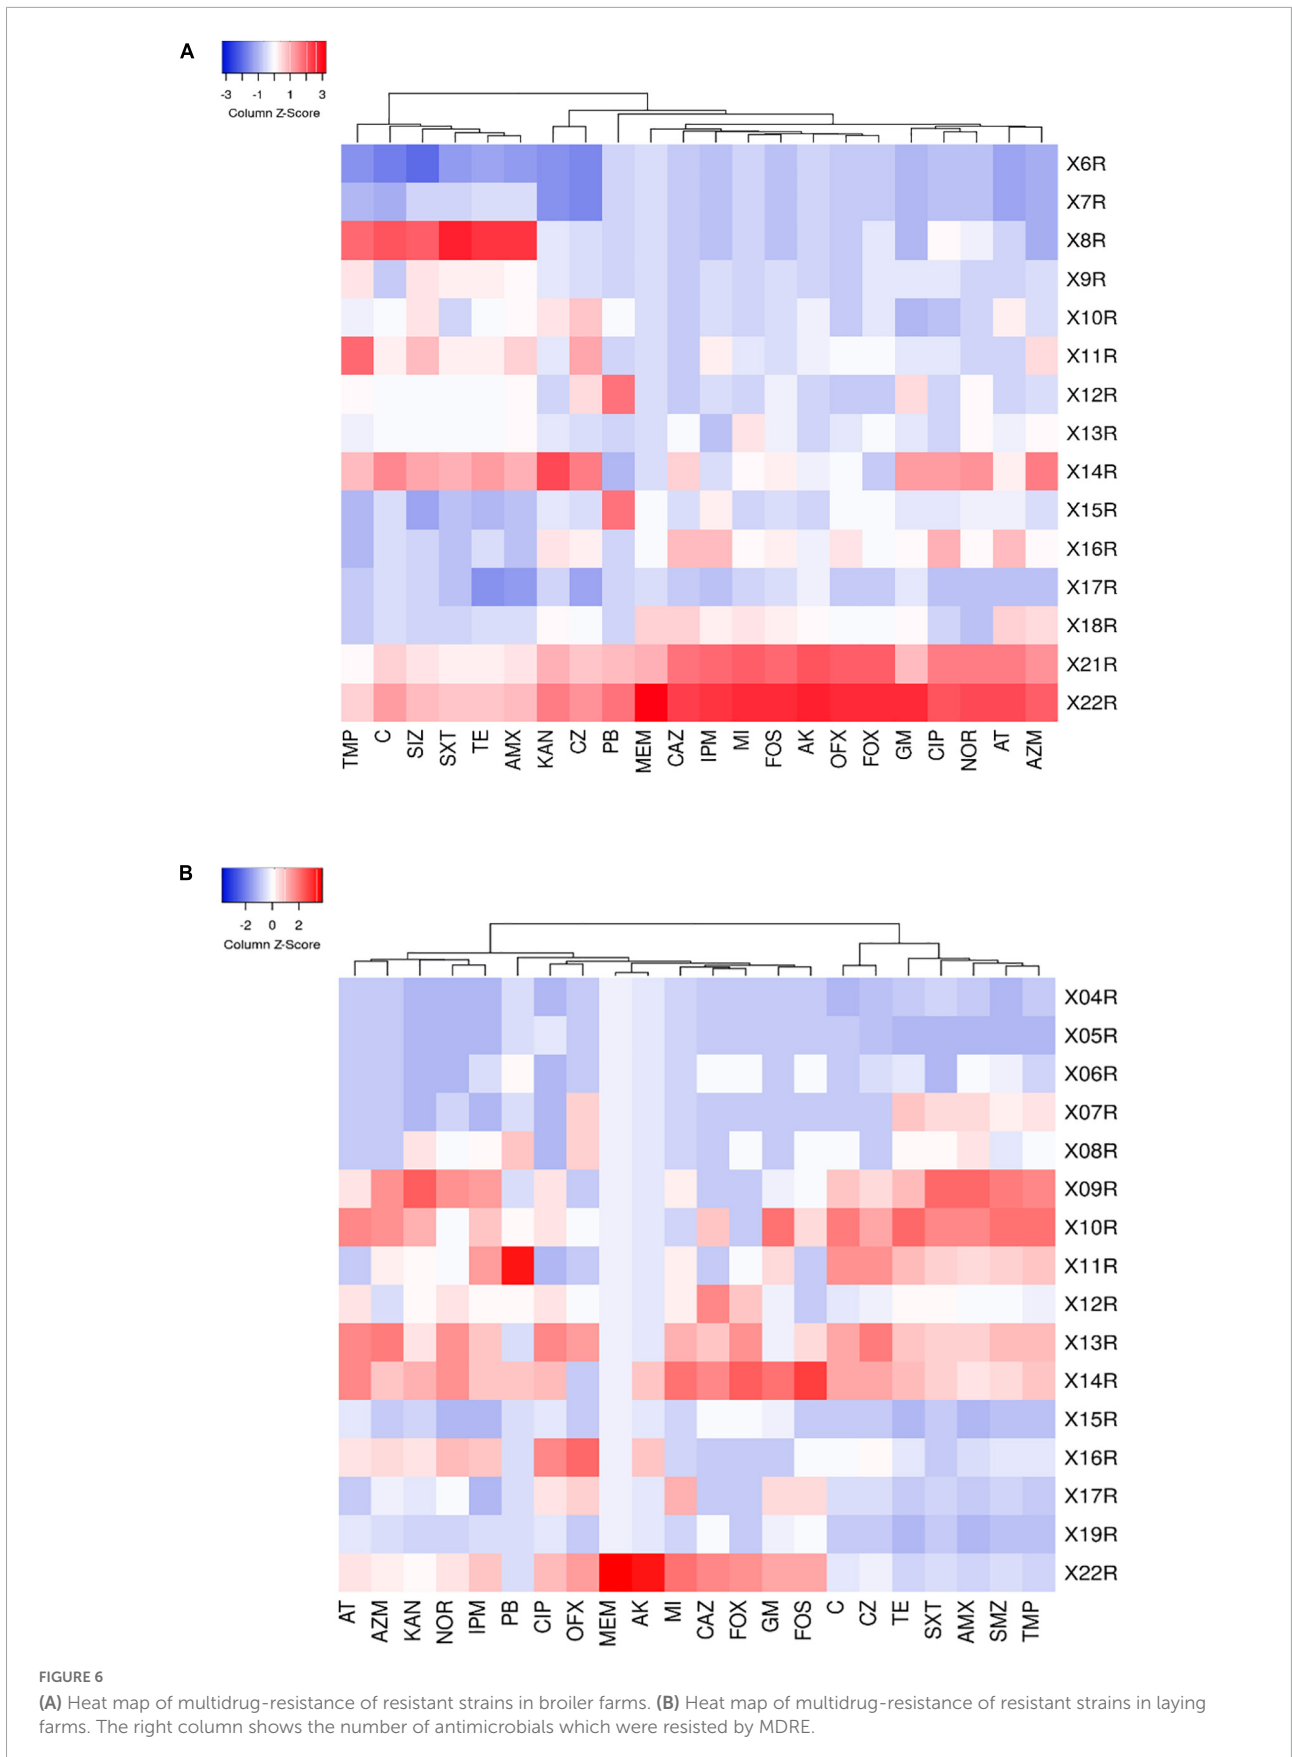 A
-3 -1 1 3
Column Z-Score
X6R
X7R
X8R
X9R
X10R
X11R
X12R
X13R
X14R
X15R
X16R
X17R
X18R
X21R
X22R
TMP C SIZ SXT TE AMX KAN CZ PB MEM CAZ IPM MI FOS AK OFX FOX GM CIP NOR AT AZM
B
-2 0 2
Column Z-Score
X04R
X05R
X06R
X07R
X08R
X09R
X10R
X11R
X12R
X13R
X14R
X15R
X16R
X17R
X19R
X22R
AT AZM KAN NOR IPM PB CIP OFX MEM AK MI CAZ FOX GM FOS C CZ TE SXT AMX SMZ TMP
FIGURE 6
(A) Heat map of multidrug-resistance of resistant strains in broiler farms. (B) Heat map of multidrug-resistance of resistant strains in laying
farms. The right column shows the number of antimicrobials which were resisted by MDRE.